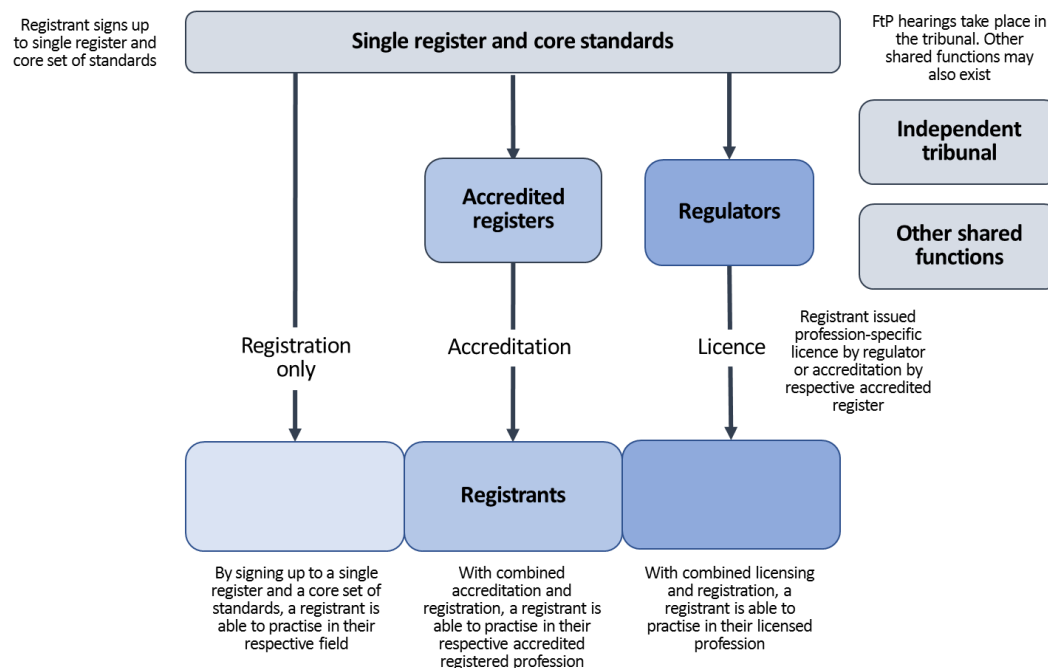 Registrant signs up
to single register and
core set of standards
Single register and core standards
FtP hearings take place in
the tribunal. Other
shared functions may
also exist
Independent
tribunal
Accredited
registers
Regulators
Other shared
functions
Registration
only
Accreditation
Licence
Registrant issued
profession-specific
licence by regulator
or accreditation by
respective accredited
register
Registrants
By signing up to a single
register and a core set of
standards, a registrant is
able to practise in their
respective field
With combined
accreditation and
registration, a registrant is
able to practise in their
respective accredited
registered profession
With combined licensing
and registration, a
registrant is able to
practise in their licensed
profession